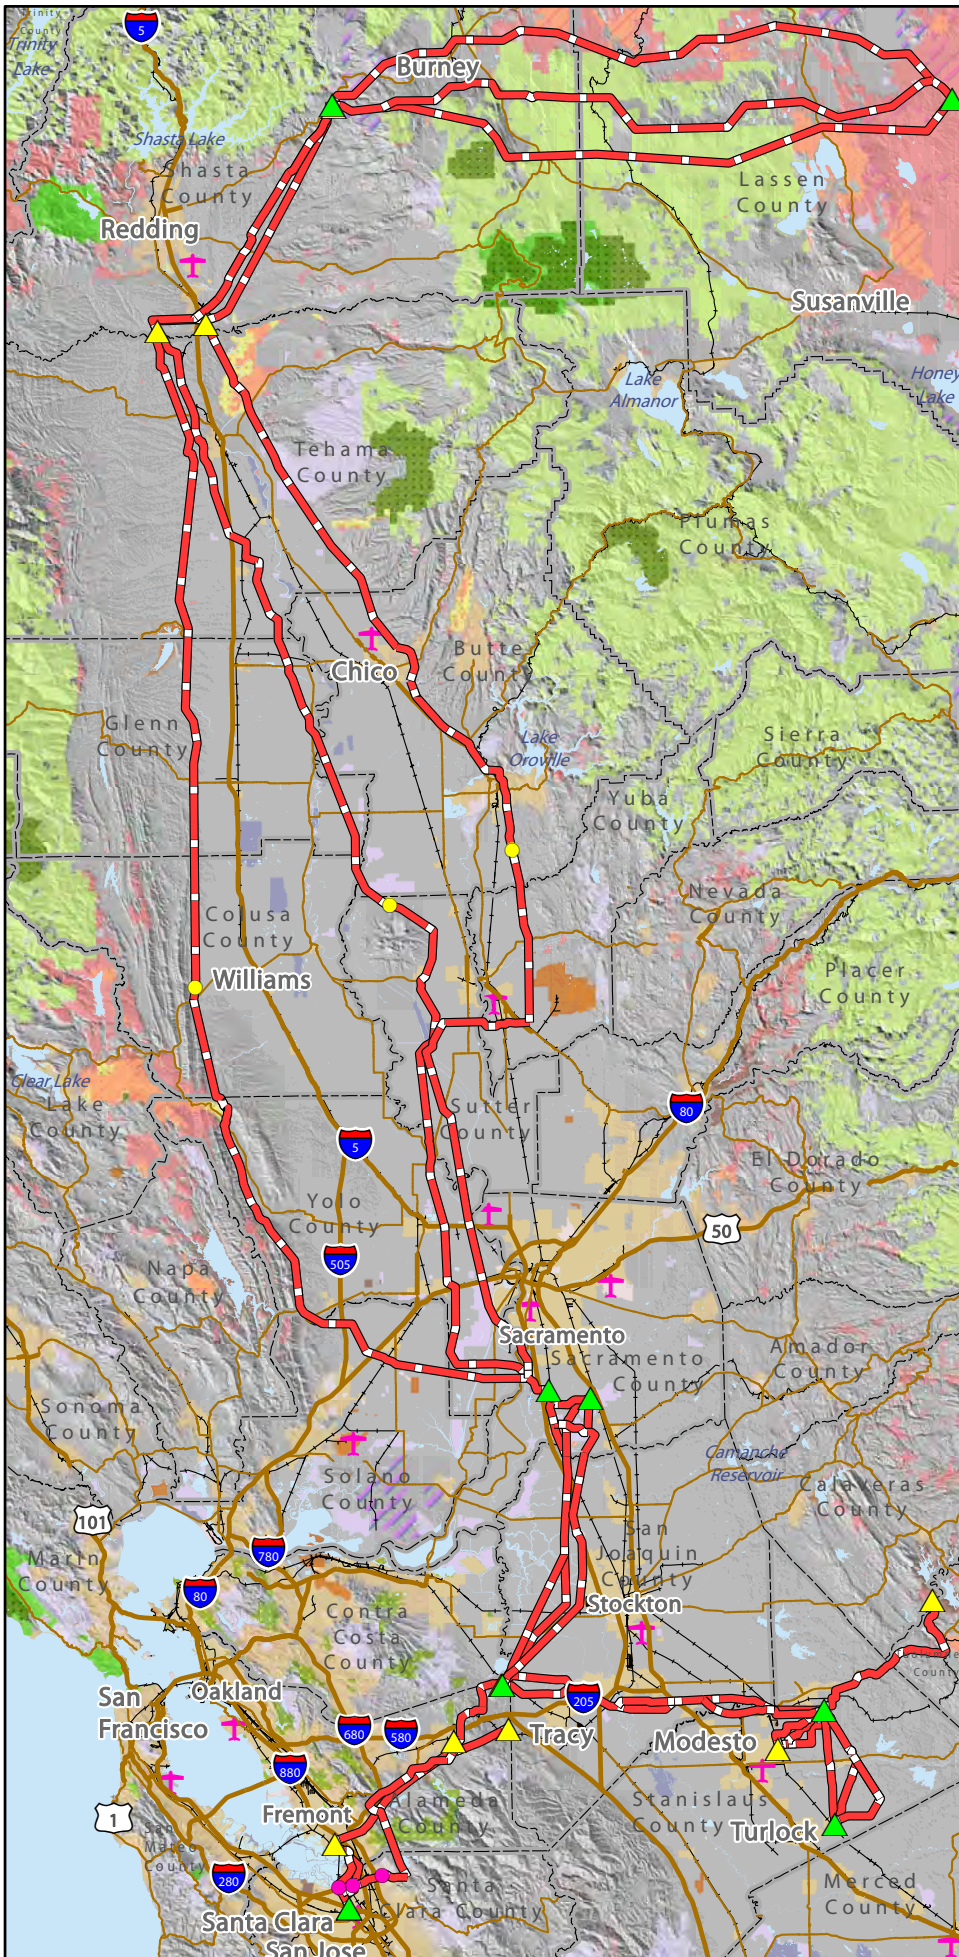 Trinity
County
5
Trinity
Lake
Burney
Shasta Lake
Shasta
County
Lassen
County
Redding
Susanville
Honey
Lake
Lake
Almanor
Tehama
County
Plumas
County
Butte
County
Chico
Glenn
County
Lake
Oroville
Sierra
County
Yuba
County
Nevada
County
Colusa
County
Williams
Placer
County
Clear Lake
Lake
County
80
Sutter
County
5
El Dorado
County
Yolo
County
50
505
Napa
County
Sacramento
Sacramento
County
Amador
County
Sonoma
County
Camanche
Reservoir
Solano
County
Calaveras
County
101
San
Joaquin
County
780
Marin
County
80
Stockton
Contra
Costa
County
County
Oakland
San
Francisco
205
680
580
Tracy
Modesto
880
Fremont
Alameda
County
Stanislaus
County
Turlock
1
San
Mateo
County
280
Santa
Clara County
Merced
County
Santa Clara
San Jose